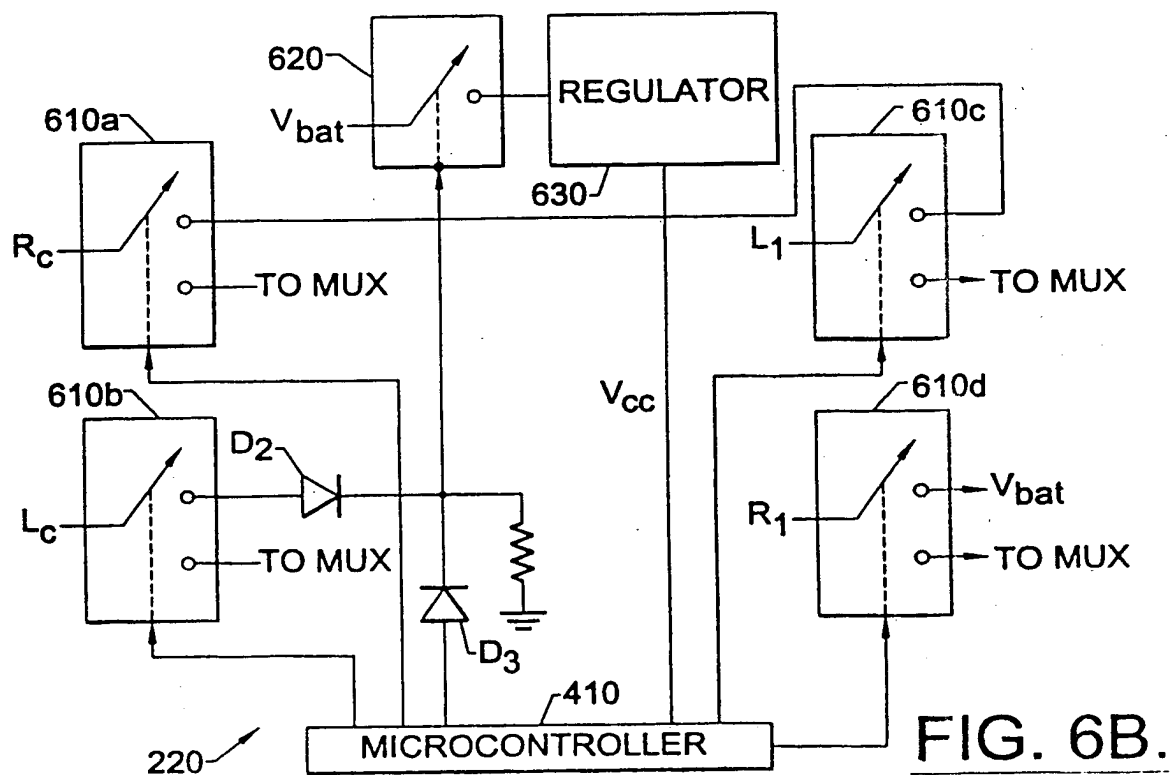 620
V_bat
REGULATOR
630
610a
R_c
TO MUX
610c
L_1
TO MUX
610b
D_2
L_c
TO MUX
D_3
V_cc
610d
V_bat
R_1
TO MUX
410
MICROCONTROLLER
220
FIG. 6B.